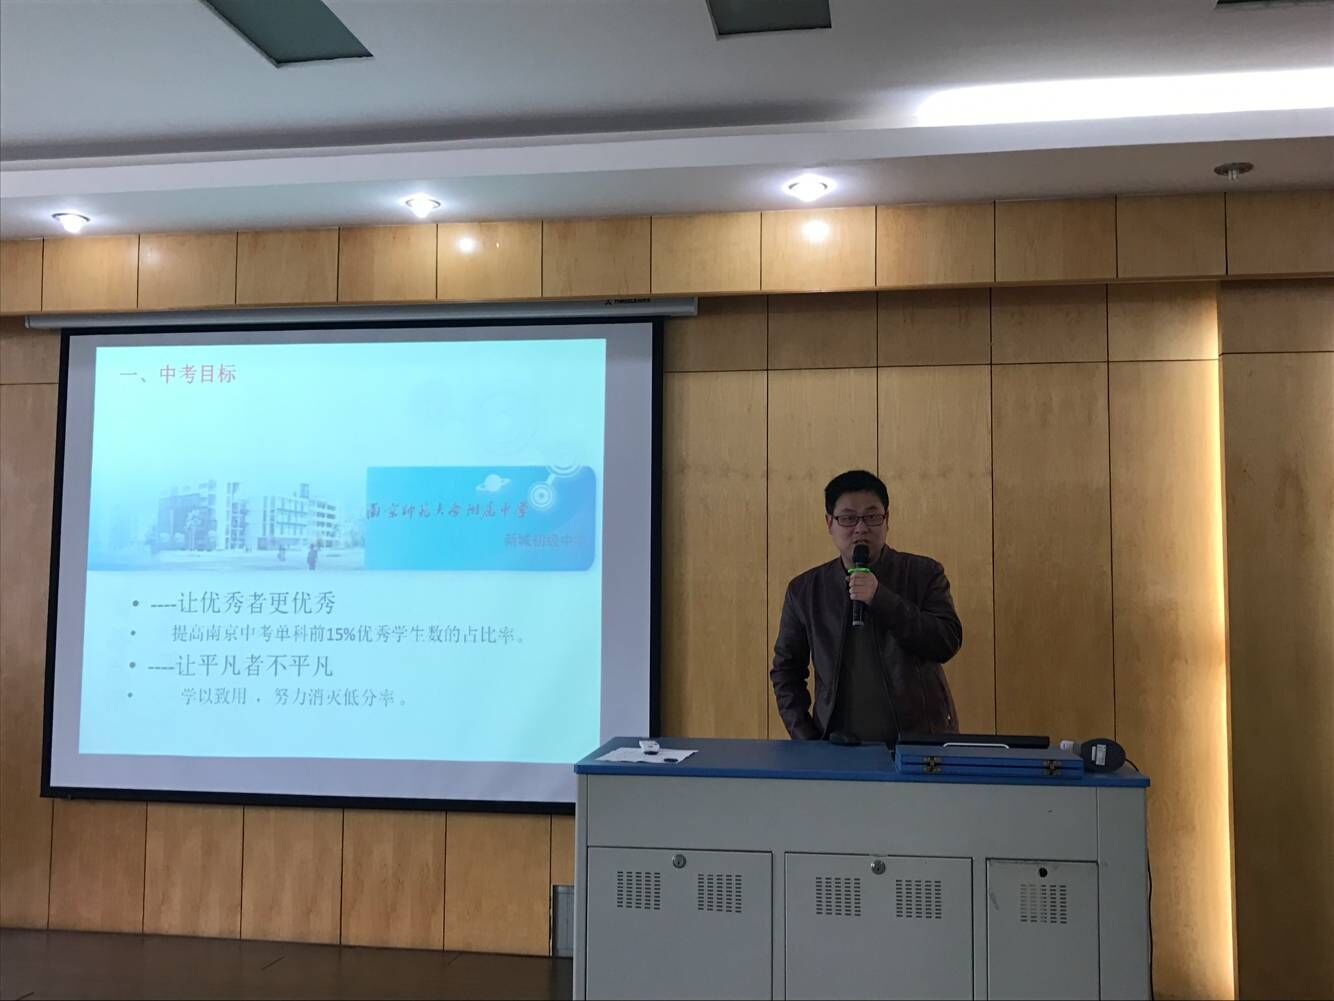 一、中考目标
南京师范大学附属中学
新城初级中学
• ----让优秀者更优秀
• 提高南京中考单科前15%优秀学生数的占比率。
• ----让平凡者不平凡
• 学以致用，努力消灭低分率。